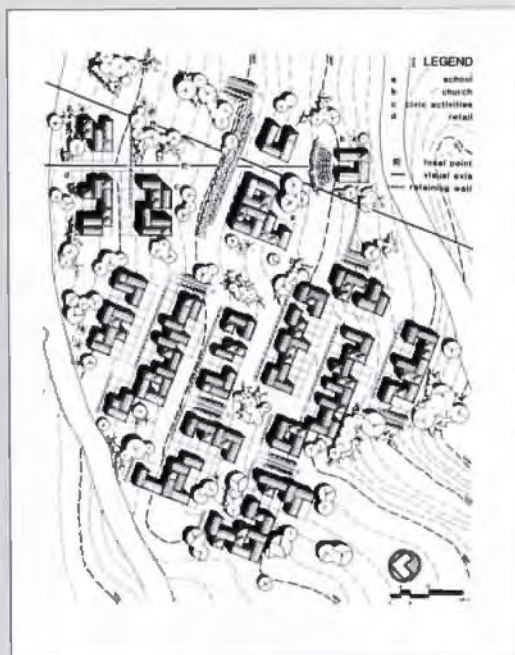 LEGEND
a school
b church
c civic activities
d retail
focal point
visual axis
retaining wall